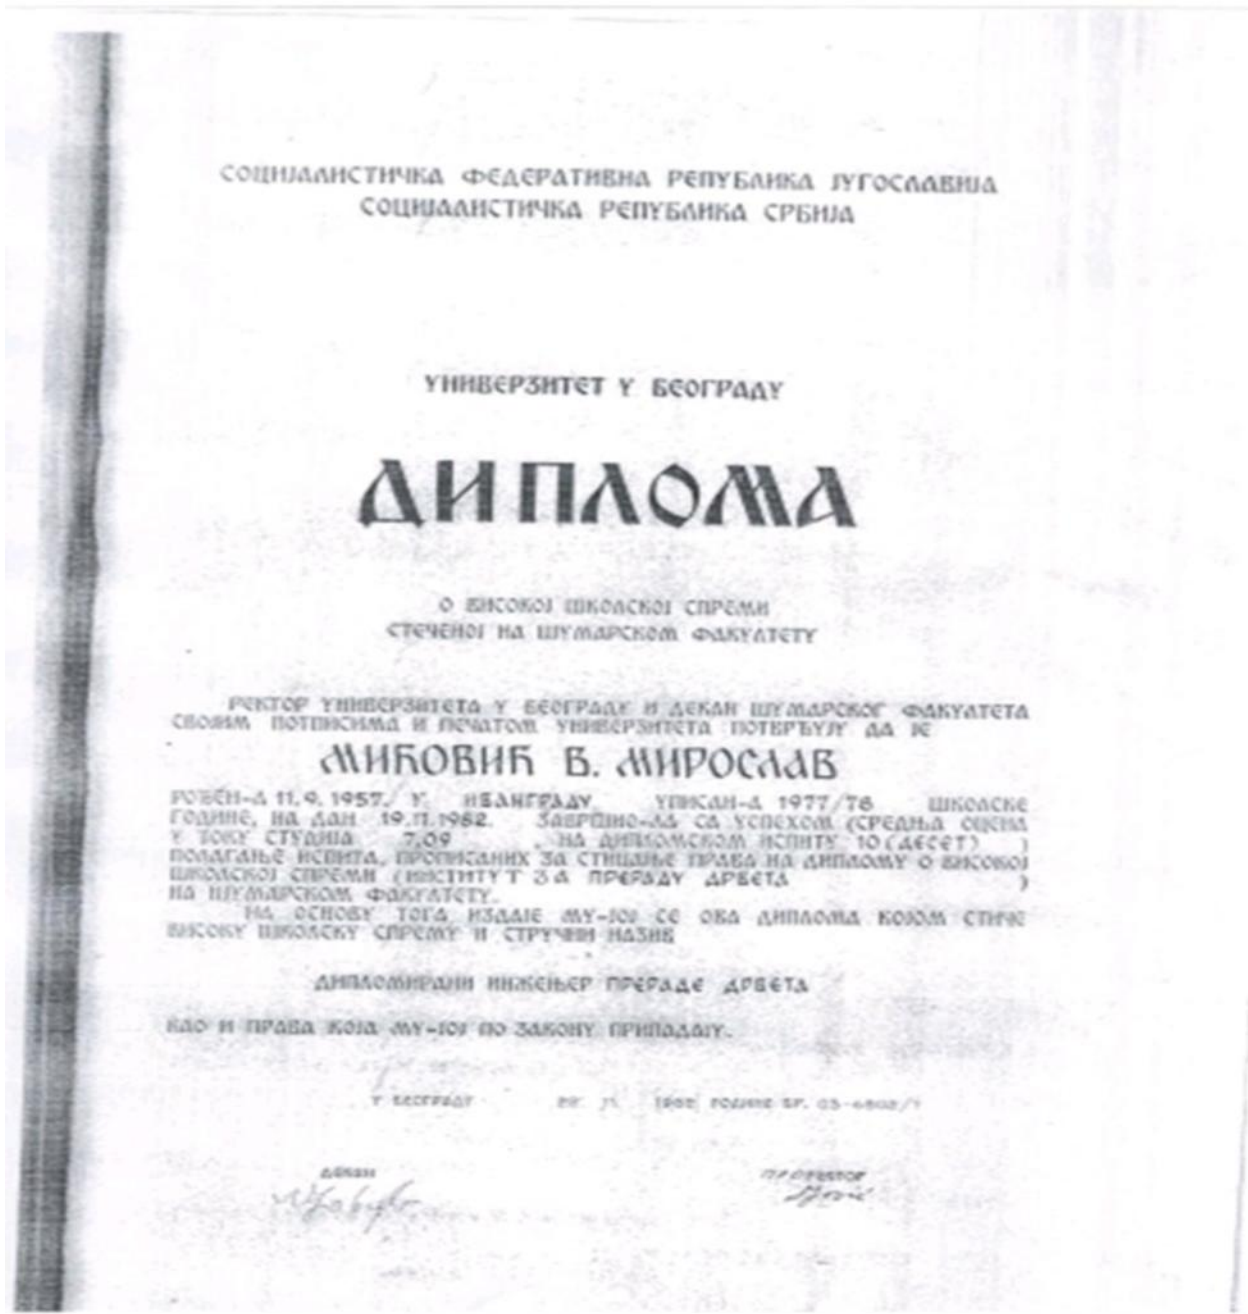 СОЦИЈАЛИСТИЧКА ФЕДЕРАТИВНА РЕПУБЛИКА ЈУГОСЛАВИЈА
СОЦИЈАЛИСТИЧКА РЕПУБЛИКА СРБИЈА
УНИВЕРЗИТЕТ У БЕОГРАДУ
ДИПЛОМА
О ВИСОКОЈ ШКОЛСКОЈ СПРЕМИ
СТЕЧЕНОЈ НА ШУМАРСКОМ ФАКУЛТЕТУ
РЕКТОР УНИВЕРЗИТЕТА У БЕОГРАДУ И ДЕКАН ШУМАРСКОГ ФАКУЛТЕТА
СВОЈИМ ПОТПИСИМА И ПЕЧАТОМ УНИВЕРЗИТЕТА ПОТВРЂУЈУ ДА ЈЕ
МИЋОВИЋ В. МИРОСЛАВ
РОЂЕН-А 11.9.1957. У ИВАНГРАДУ УПИСАН-А 1977/78 ШКОЛСКЕ
ГОДИНЕ, НА ДАН 19.11.1982. ЗАВРШИО-ЛА СА УСПЕХОМ (СРЕДЊА ОЦЕНА
У ТОКУ СТУДИЈА 7,09 , НА ДИПЛОМСКОМ ИСПИТУ 10 (ДЕСЕТ) )
ПОЛАГАЊЕ ИСПИТА, ПРОПИСАНИХ ЗА СТИЦАЊЕ ПРАВА НА ДИПЛОМУ О ВИСОКОЈ
ШКОЛСКОЈ СПРЕМИ (ИНСТИТУТ ЗА ПРЕРАДУ ДРВЕТА )
НА ШУМАРСКОМ ФАКУЛТЕТУ.
НА ОСНОВУ ТОГА ИЗДАЈЕ МУ-ЈОЈ СЕ ОВА ДИПЛОМА КОЈОМ СТИЧЕ
ВИСОКУ ШКОЛСКУ СПРЕМУ И СТРУЧНИ НАЗИВ
ДИПЛОМИРАНИ ИНЖЕЊЕР ПРЕРАДЕ ДРВЕТА
КАО И ПРАВА КОЈА МУ-ЈОЈ ПО ЗАКОНУ ПРИПАДАЈУ.
У БЕОГРАДУ 1982 ГОДИНЕ БР.
ДЕКАН